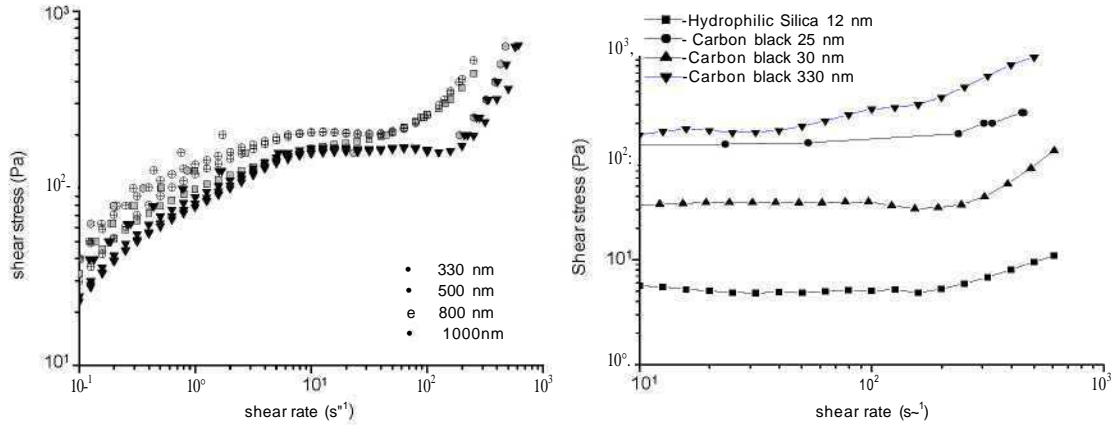 10³
10²-
10¹
10-¹
10⁰
10¹
10²
10³
shear stress (Pa)
shear rate (s"¹)
330 nm
500 nm
e 800 nm
1000nm
-Hydrophilic Silica 12 nm
- Carbon black 25 nm
-Carbon black 30 nm
-Carbon black 330 nm
10³,
10²:
10¹
10⁰.
10¹
10²
10³
Shear stress (Pa)
shear rate (s~¹)